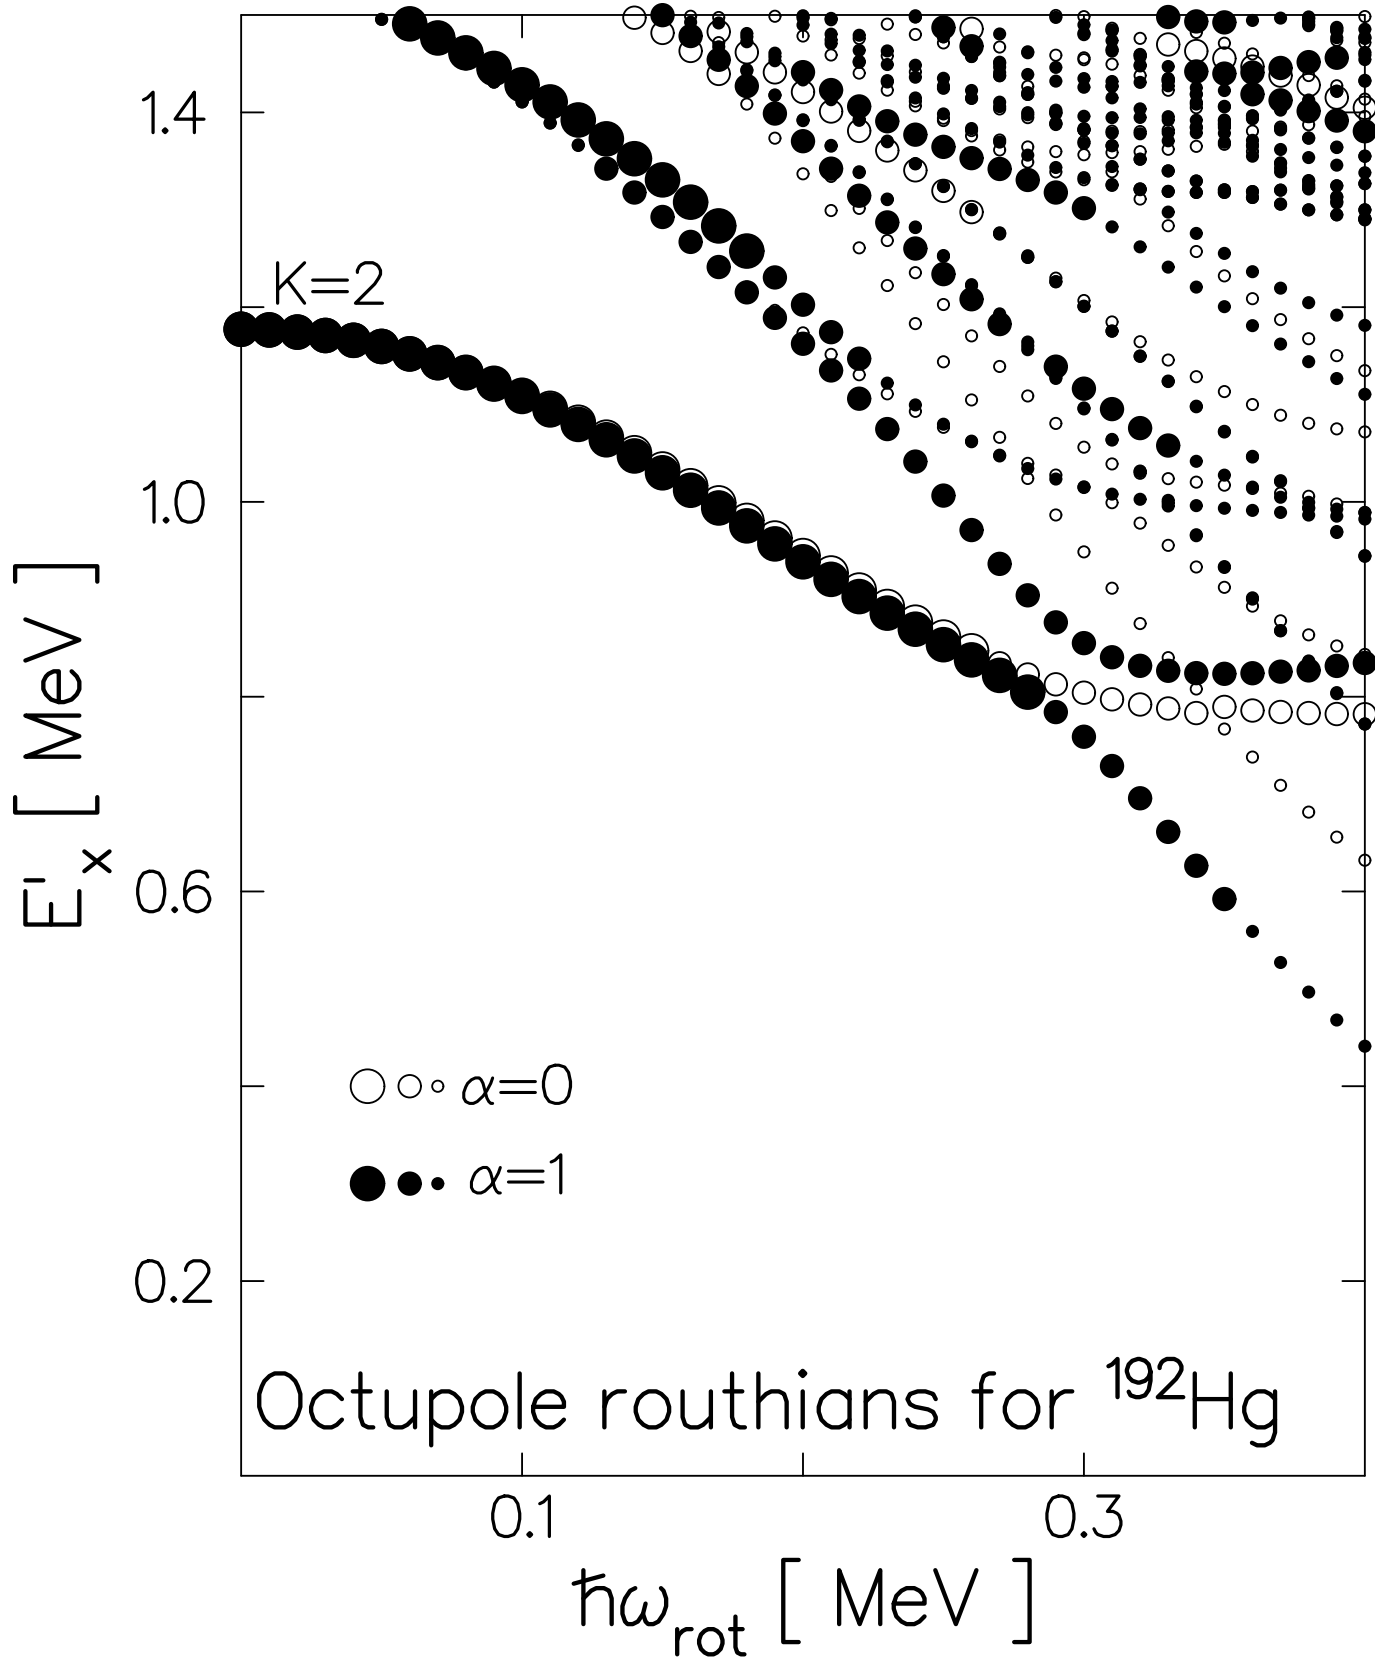 1.4
K=2
1.0
E'x [ MeV ]
0.6
α=0
α=1
0.2
Octupole routhians for ¹⁹²Hg
0.1 0.3
ħω_rot [ MeV ]